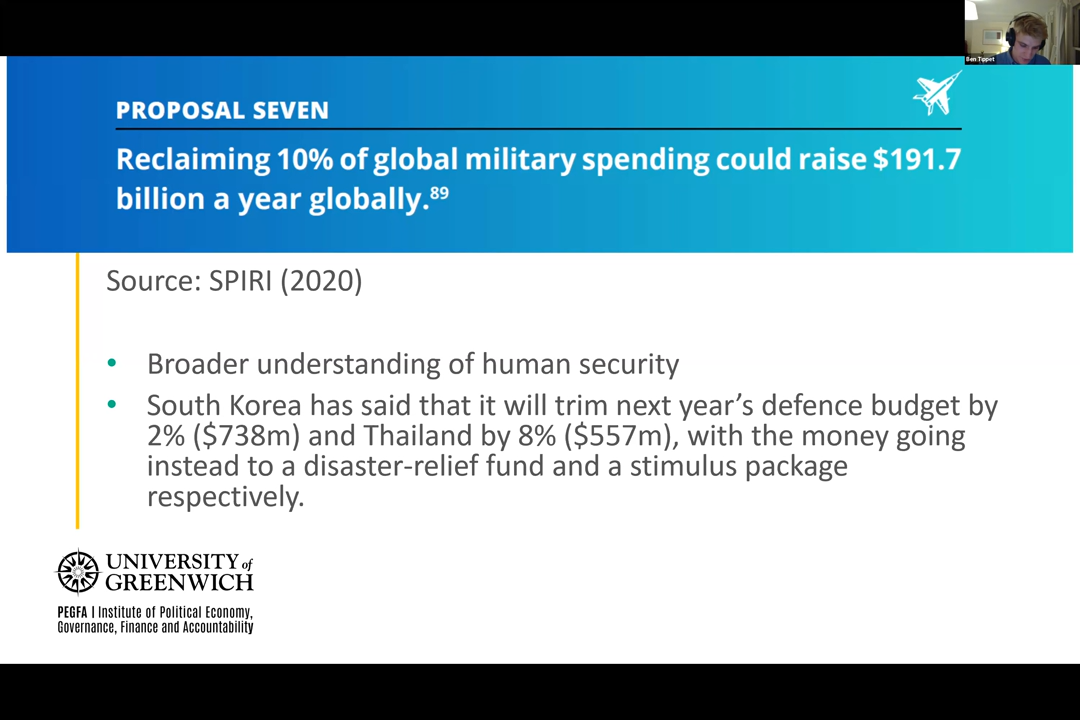 Ben Tippet
PROPOSAL SEVEN
Reclaiming 10% of global military spending could raise $191.7
billion a year globally.89
Source: SPIRI (2020)
• Broader understanding of human security
• South Korea has said that it will trim next year's defence budget by
2% ($738m) and Thailand by 8% ($557m), with the money going
instead to a disaster-relief fund and a stimulus package
respectively.
UNIVERSITY of
GREENWICH
PEGFA | Institute of Political Economy,
Governance, Finance and Accountability